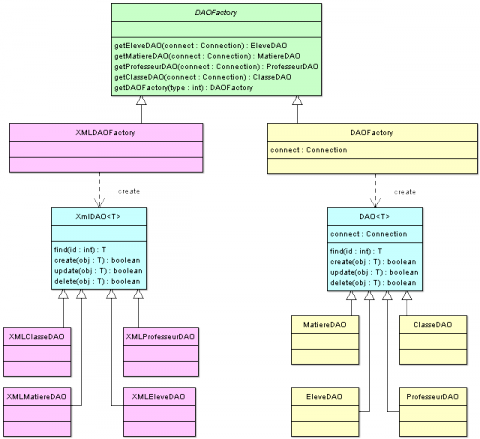 DAOFactory
getEleveDAO(connect : Connection) : EleveDAO
getMatiereDAO(connect : Connection) : MatiereDAO
getProfesseurDAO(connect : Connection) : ProfesseurDAO
getClasseDAO(connect : Connection) : ClasseDAO
getDAOFactory(type : int) : DAOFactory
XMLDAOFactory
DAOFactory
connect : Connection
create
create
XmlDAO<T>
find(id : int) : T
create(obj : T) : boolean
update(obj : T) : boolean
delete(obj : T) : boolean
DAO<T>
connect : Connection
find(id : int) : T
create(obj : T) : boolean
update(obj : T) : boolean
delete(obj : T) : boolean
XMLClasseDAO
XMLProfesseurDAO
MatiereDAO
ClasseDAO
XMLMatiereDAO
XMLEleveDAO
EleveDAO
ProfesseurDAO